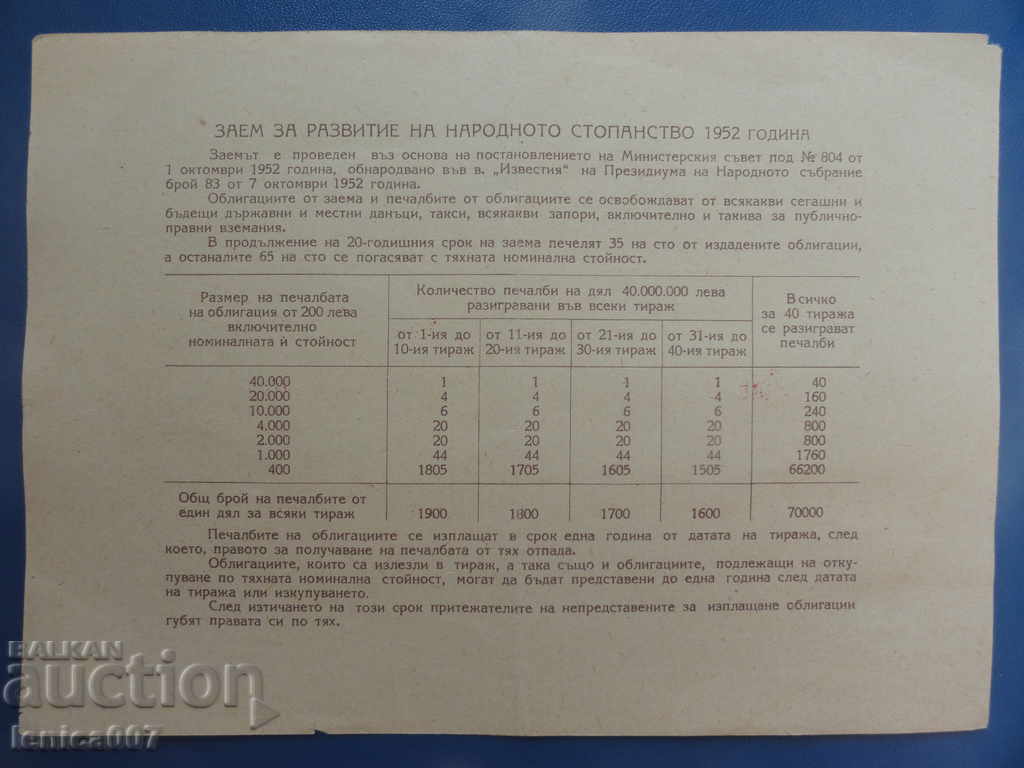 ЗАЕМ ЗА РАЗВИТИЕ НА НАРОДНОТО СТОПАНСТВО 1952 ГОДИНА
Заемът е проведен въз основа на постановлението на Министерския съвет под № 804 от
1 октомври 1952 година, обнародвано във в. „Известия“ на Президиума на Народното събрание
брой 83 от 7 октомври 1952 година.
Облигациите от заема и печалбите от облигациите се освобождават от всякакви сегашни и
бъдещи държавни и местни данъци, такси, всякакви запори, включително и такива за публично-
правни вземания.
В продължение на 20-годишния срок на заема печелят 35 на сто от издадените облигации,
а останалите 65 на сто се погасяват с тяхната номинална стойност.
Размер на печалбата
на облигация от 200 лева
включително
номиналната ѝ стойност
Количество печалби на дял 40.000.000 лева
разигравани във всеки тираж
от 1-ия до
10-ия тираж
от 11-ия до
20-ия тираж
от 21-ия до
30-ия тираж
от 31-ия до
40-ия тираж
Всичко
за 40 тиража
се разиграват
печалби
40.000 1 1 1 1 40
20.000 4 4 4 4 160
10.000 6 6 6 6 240
4.000 20 20 20 20 800
2.000 20 20 20 20 800
1.000 44 44 44 44 1760
400 1805 1705 1605 1505 66200
Общ брой на печалбите от
един дял за всяки тираж 1900 1800 1700 1600 70000
Печалбите на облигациите се изплащат в срок една година от датата на тиража, след
което, правото за получаване на печалбата от тях отпада.
Облигациите, които са излезли в тираж, а така също и облигациите, подлежащи на отку-
пуване по тяхната номинална стойност, могат да бъдат представени до една година след датата
на тиража или изкупуването.
След изтичането на този срок притежателите на непредставените за изплащане облигации
губят правата си по тях.
BALKAN
auction
lenica007